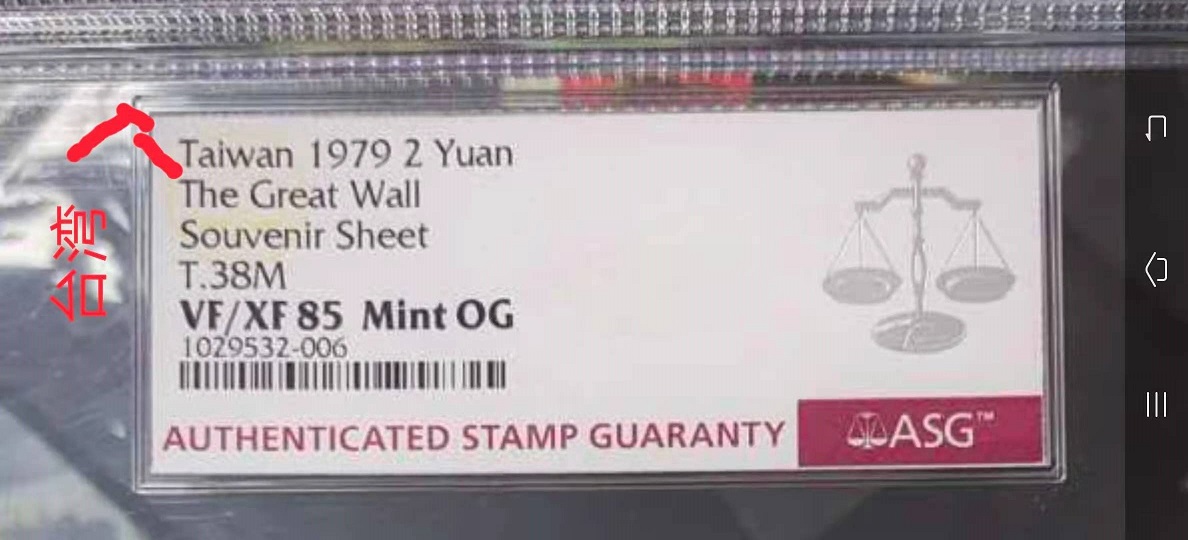 Taiwan 1979 2 Yuan
The Great Wall
Souvenir Sheet
T.38M
VF/XF 85 Mint OG
1029532-006
AUTHENTICATED STAMP GUARANTY
ASG™
台湾